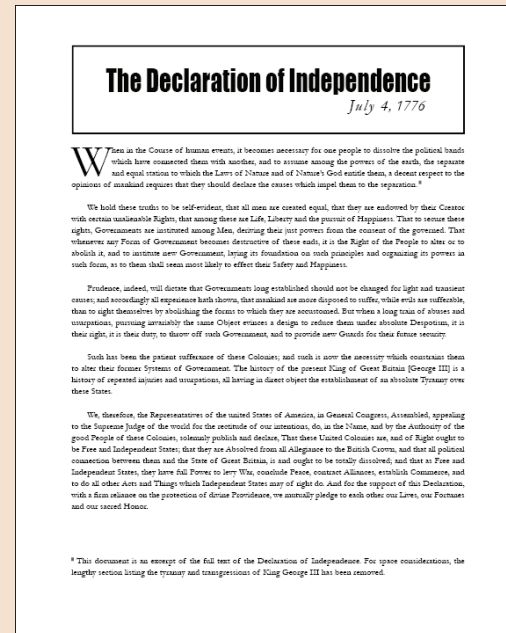 The Declaration of Independence
July 4, 1776
When in the Course of human events, it becomes necessary for one people to dissolve the political bands
which have connected them with another, and to assume among the powers of the earth, the separate
and equal station to which the Laws of Nature and of Nature's God entitle them, a decent respect to the
opinions of mankind requires that they should declare the causes which impel them to the separation.*
We hold these truths to be self-evident, that all men are created equal, that they are endowed by their Creator
with certain unalienable Rights, that among these are Life, Liberty and the pursuit of Happiness. That to secure these
rights, Governments are instituted among Men, deriving their just powers from the consent of the governed. That
whenever any Form of Government becomes destructive of these ends, it is the Right of the People to alter or to
abolish it, and to institute new Government, laying its foundation on such principles and organizing its powers in
such form, as to them shall seem most likely to effect their Safety and Happiness.
Prudence, indeed, will dictate that Governments long established should not be changed for light and transient
causes; and accordingly all experience hath shown, that mankind are more disposed to suffer, while evils are sufferable,
than to right themselves by abolishing the forms to which they are accustomed. But when a long train of abuses and
usurpations, pursuing invariably the same Object evinces a design to reduce them under absolute Despotism, it is
their right, it is their duty, to throw off such Government, and to provide new Guards for their future security.
Such has been the patient sufferance of these Colonies; and such is now the necessity which constrains them
to alter their former Systems of Government. The history of the present King of Great Britain [George III] is a
history of repeated injuries and usurpations, all having in direct object the establishment of an absolute Tyranny over
these States.
We, therefore, the Representatives of the united States of America, in General Congress, Assembled, appealing
to the Supreme Judge of the world for the rectitude of our intentions, do, in the Name, and by the Authority of the
good People of these Colonies, solemnly publish and declare, That these United Colonies are, and of Right ought to
be Free and Independent States; that they are Absolved from all Allegiance to the British Crown, and that all political
connection between them and the State of Great Britain, is and ought to be totally dissolved; and that as Free and
Independent States, they have full Power to levy War, conclude Peace, contract Alliances, establish Commerce, and
to do all other Acts and Things which Independent States may of right do. And for the support of this Declaration,
with a firm reliance on the protection of divine Providence, we mutually pledge to each other our Lives, our Fortunes
and our sacred Honor.
* This document is an excerpt of the full text of the Declaration of Independence. For space considerations, the
lengthy section listing the tyranny and transgressions of King George III has been removed.